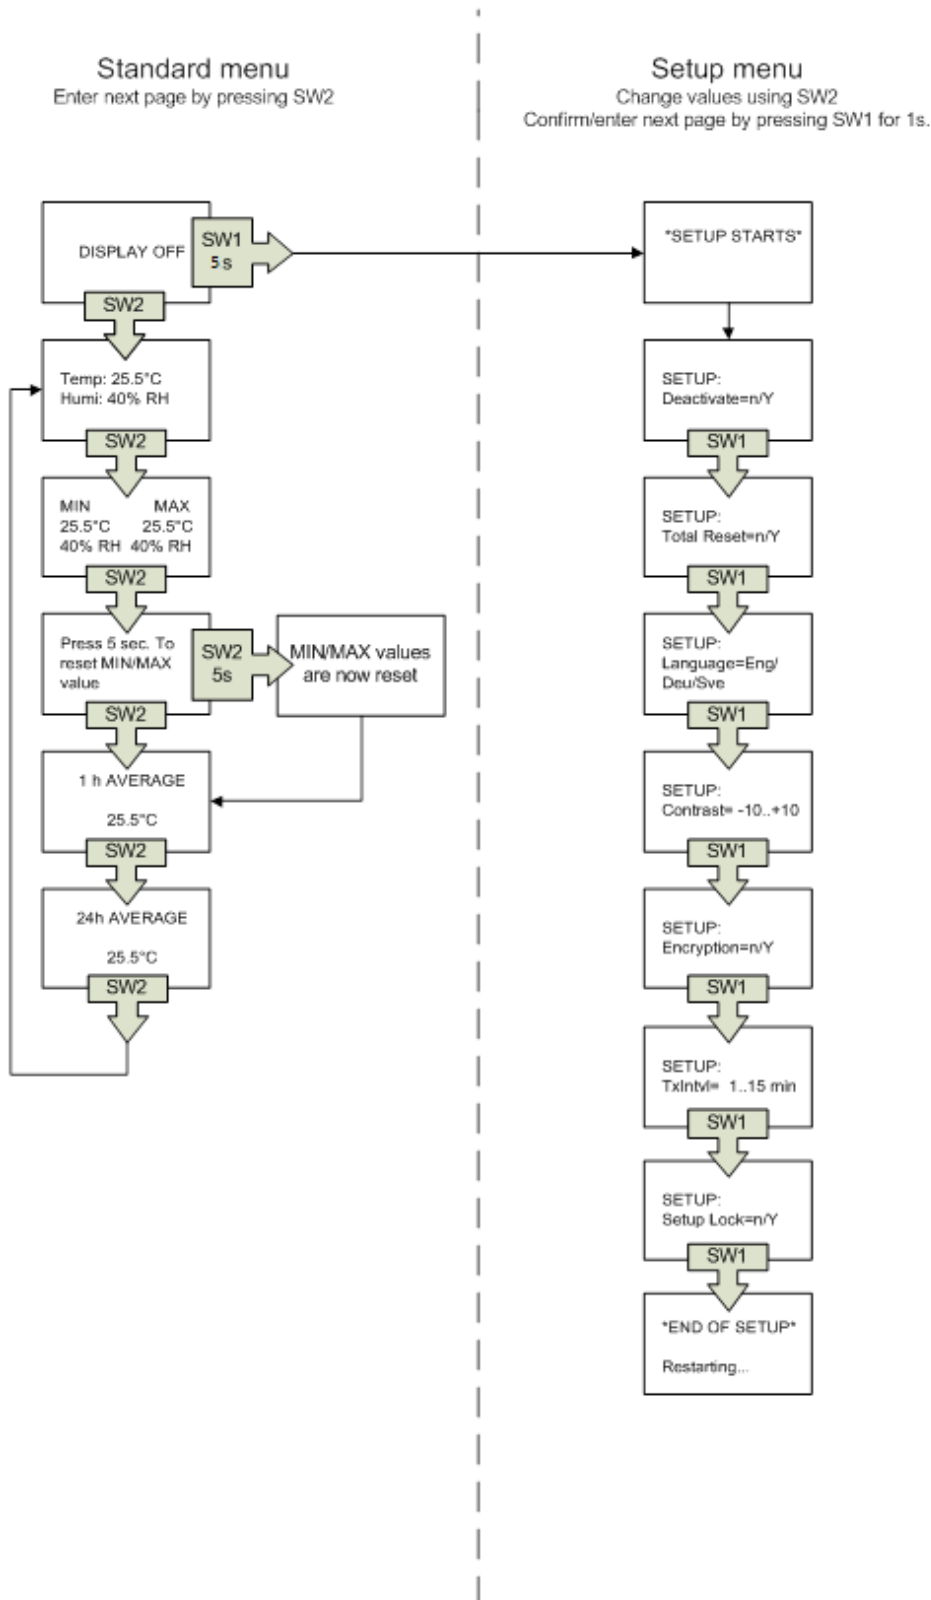 Standard menu
Enter next page by pressing SW2
DISPLAY OFF
SW1
5s
SW2
Temp: 25.5°C
Humi: 40% RH
SW2
MIN MAX
25.5°C 25.5°C
40% RH 40% RH
SW2
Press 5 sec. To
reset MIN/MAX
value
SW2
5s
MIN/MAX values
are now reset
SW2
1 h AVERAGE
25.5°C
SW2
24h AVERAGE
25.5°C
SW2
Setup menu
Change values using SW2
Confirm/enter next page by pressing SW1 for 1s.
*SETUP STARTS*
SETUP:
Deactivate=n/Y
SW1
SETUP:
Total Reset=n/Y
SW1
SETUP:
Language=Eng/
Deu/Sve
SW1
SETUP:
Contrast= -10..+10
SW1
SETUP:
Encryption=n/Y
SW1
SETUP:
TxIntvl= 1..15 min
SW1
SETUP:
Setup Lock=n/Y
SW1
*END OF SETUP*
Restarting...